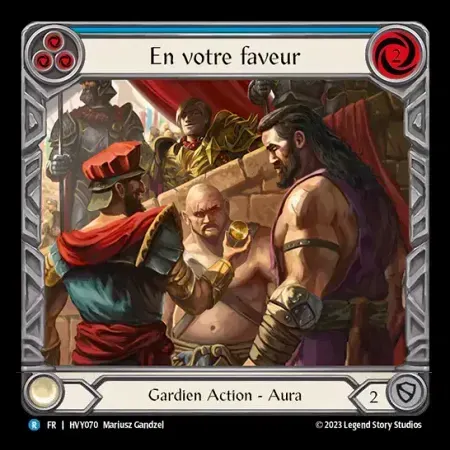 En votre faveur
2
Gardien Action - Aura
2
R FR | HVY070 Mariusz Gandzel
© 2023 Legend Story Studios